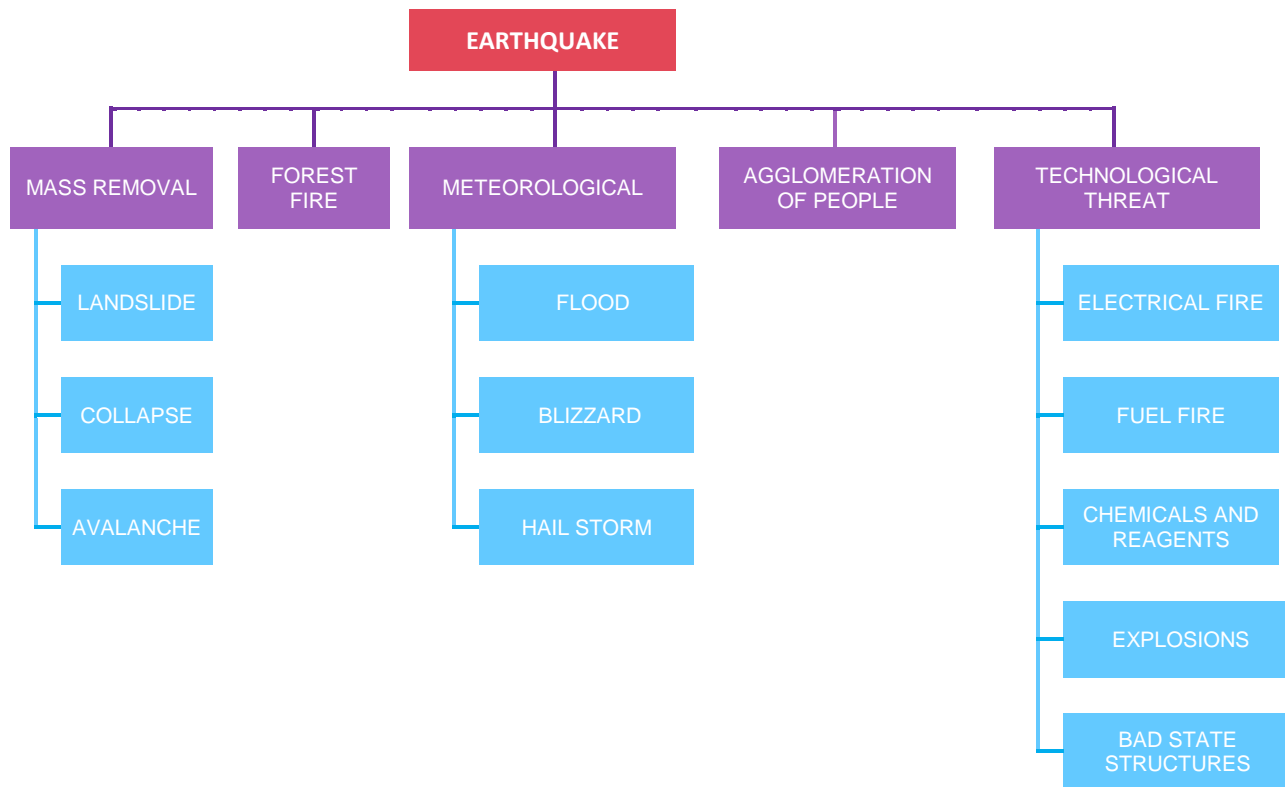 EARTHQUAKE
MASS REMOVAL
FOREST
FIRE
METEOROLOGICAL
AGGLOMERATION
OF PEOPLE
TECHNOLOGICAL
THREAT
LANDSLIDE
COLLAPSE
AVALANCHE
FLOOD
BLIZZARD
HAIL STORM
ELECTRICAL FIRE
FUEL FIRE
CHEMICALS AND
REAGENTS
EXPLOSIONS
BAD STATE
STRUCTURES